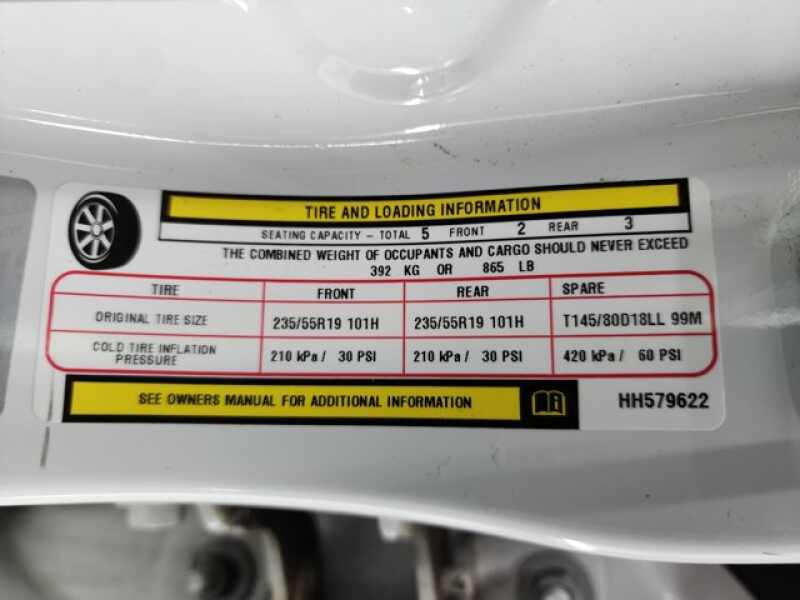 TIRE AND LOADING INFORMATION
SEATING CAPACITY – TOTAL 5 FRONT 2 REAR 3
THE COMBINED WEIGHT OF OCCUPANTS AND CARGO SHOULD NEVER EXCEED
392 KG OR 865 LB
TIRE FRONT REAR SPARE
ORIGINAL TIRE SIZE 235/55R19 101H 235/55R19 101H T145/80D18LL 99M
COLD TIRE INFLATION PRESSURE 210 kPa / 30 PSI 210 kPa / 30 PSI 420 kPa / 60 PSI
SEE OWNERS MANUAL FOR ADDITIONAL INFORMATION HH579622